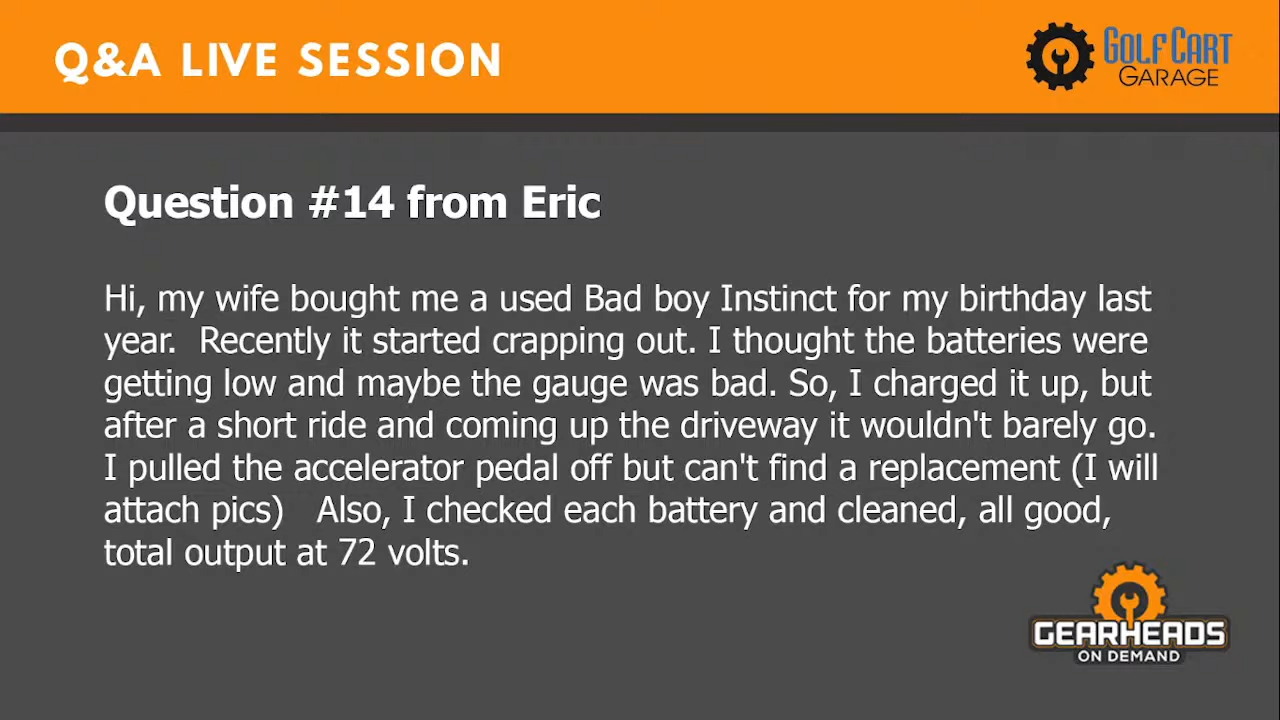 Q&A LIVE SESSION
GOLF CART
GARAGE
Question #14 from Eric
Hi, my wife bought me a used Bad boy Instinct for my birthday last
year.  Recently it started crapping out. I thought the batteries were
getting low and maybe the gauge was bad. So, I charged it up, but
after a short ride and coming up the driveway it wouldn't barely go.
I pulled the accelerator pedal off but can't find a replacement (I will
attach pics)   Also, I checked each battery and cleaned, all good,
total output at 72 volts.
GEARHEADS
ON DEMAND